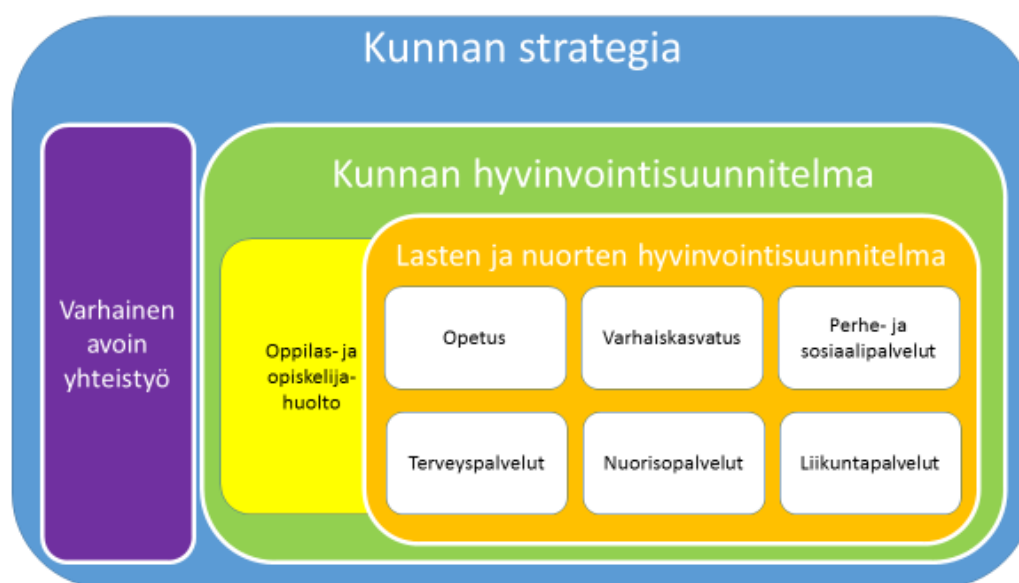 Kunnan strategia
Kunnan hyvinvointisuunnitelma
Varhainen
avoin
yhteistyö
Oppilas- ja
opiskelija-
huolto
Lasten ja nuorten hyvinvointisuunnitelma
Opetus
Varhaiskasvatus
Perhe- ja
sosiaalipalvelut
Terveyspalvelut
Nuorisopalvelut
Liikuntapalvelut